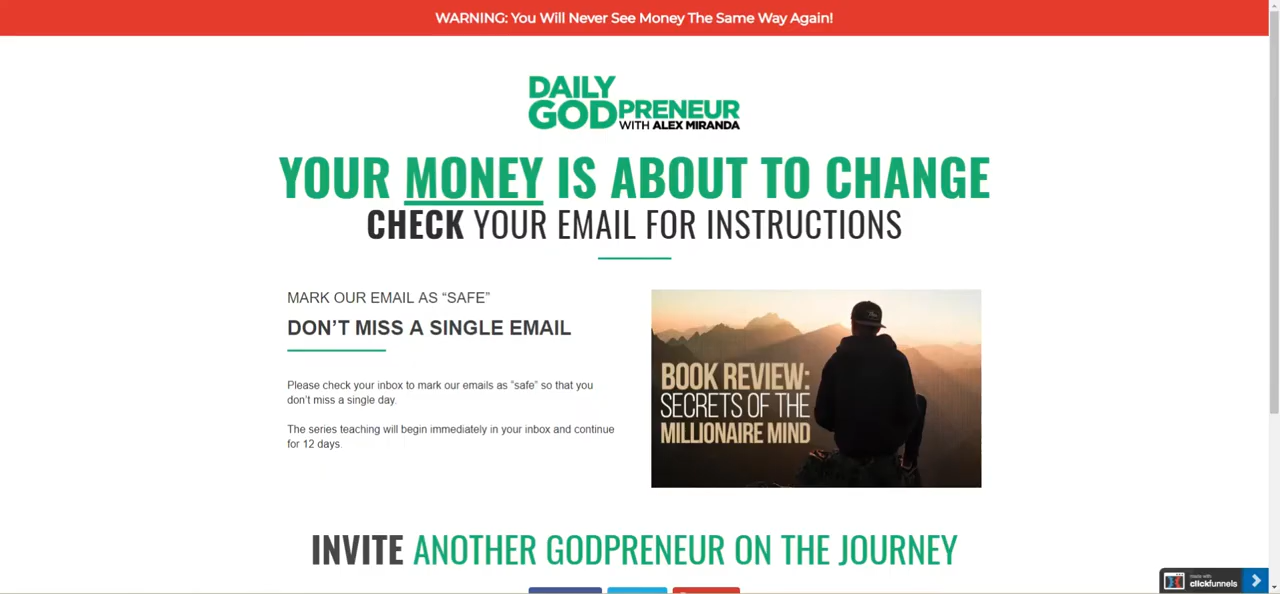 WARNING: You Will Never See Money The Same Way Again!
DAILY
GODPRENEUR
WITH ALEX MIRANDA
YOUR MONEY IS ABOUT TO CHANGE
CHECK YOUR EMAIL FOR INSTRUCTIONS
MARK OUR EMAIL AS “SAFE”
DON’T MISS A SINGLE EMAIL
Please check your inbox to mark our emails as “safe” so that you
don’t miss a single day.
The series teaching will begin immediately in your inbox and continue
for 12 days.
BOOK REVIEW:
SECRETS OF THE
MILLIONAIRE MIND
INVITE ANOTHER GODPRENEUR ON THE JOURNEY
made with
clickfunnels